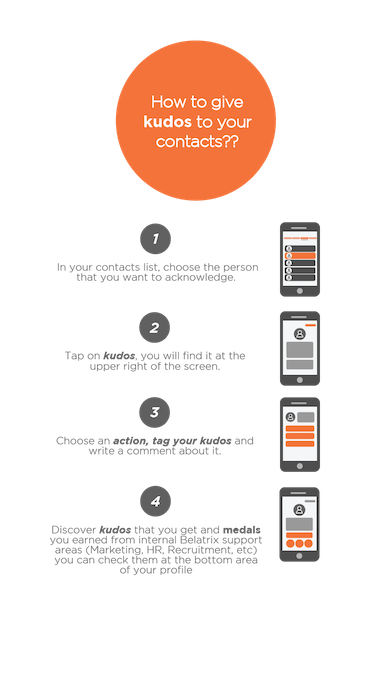 How to give
kudos to your
contacts??
1
In your contacts list, choose the person
that you want to acknowledge.
2
Tap on kudos, you will find it at the
upper right of the screen.
3
Choose an action, tag your kudos and
write a comment about it.
4
Discover kudos that you get and medals
you earned from internal Belatrix support
areas (Marketing, HR, Recruitment, etc)
you can check them at the bottom area
of your profile